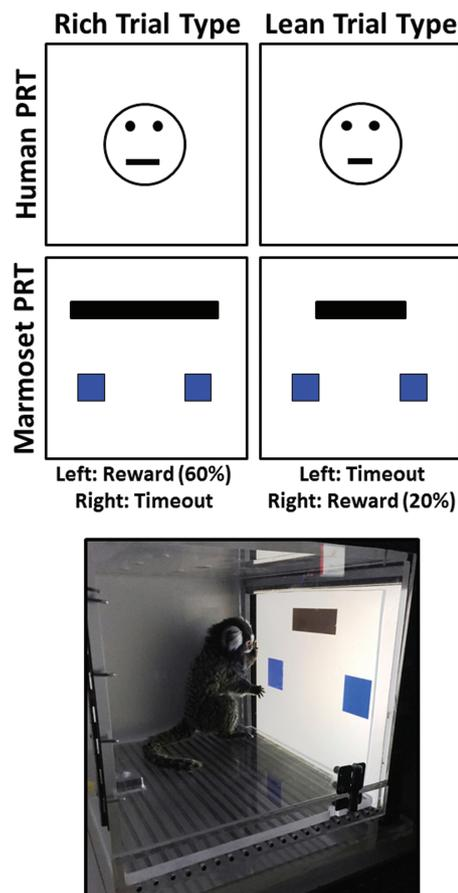 Rich Trial Type
Lean Trial Type
Human PRT
Marmoset PRT
Left: Reward (60%)
Right: Timeout
Left: Timeout
Right: Reward (20%)